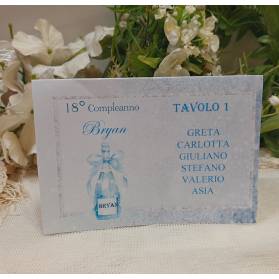 18° Compleanno
Bryan
BRYAN
TAVOLO 1
GRETA
CARLOTTA
GIULIANO
STEFANO
VALERIO
ASIA